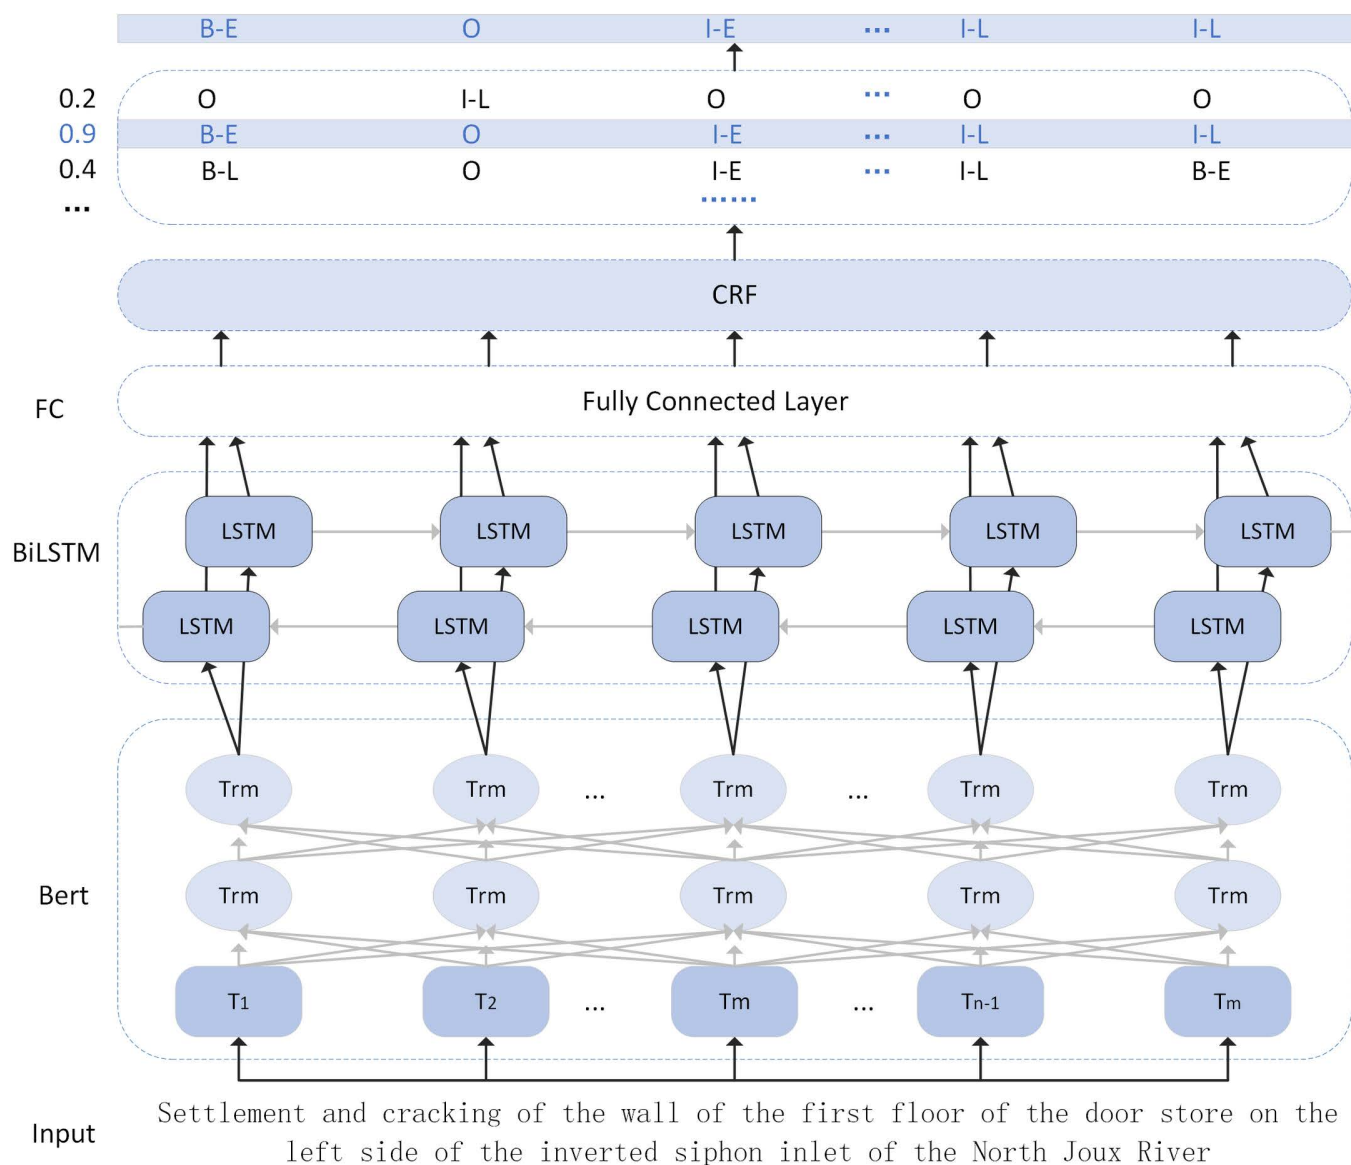 B-E O I-E ... I-L I-L
0.2 O I-L O ... O O
0.9 B-E O I-E ... I-L I-L
0.4 B-L O I-E ... I-L B-E
... ......
CRF
FC Fully Connected Layer
LSTM LSTM LSTM LSTM LSTM
BiLSTM
LSTM LSTM LSTM LSTM LSTM
Trm Trm ... Trm ... Trm Trm
Bert Trm Trm Trm Trm Trm
T1 T2 ... Tm ... Tn-1 Tm
Settlement and cracking of the wall of the first floor of the door store on the
Input
left side of the inverted siphon inlet of the North Joux River